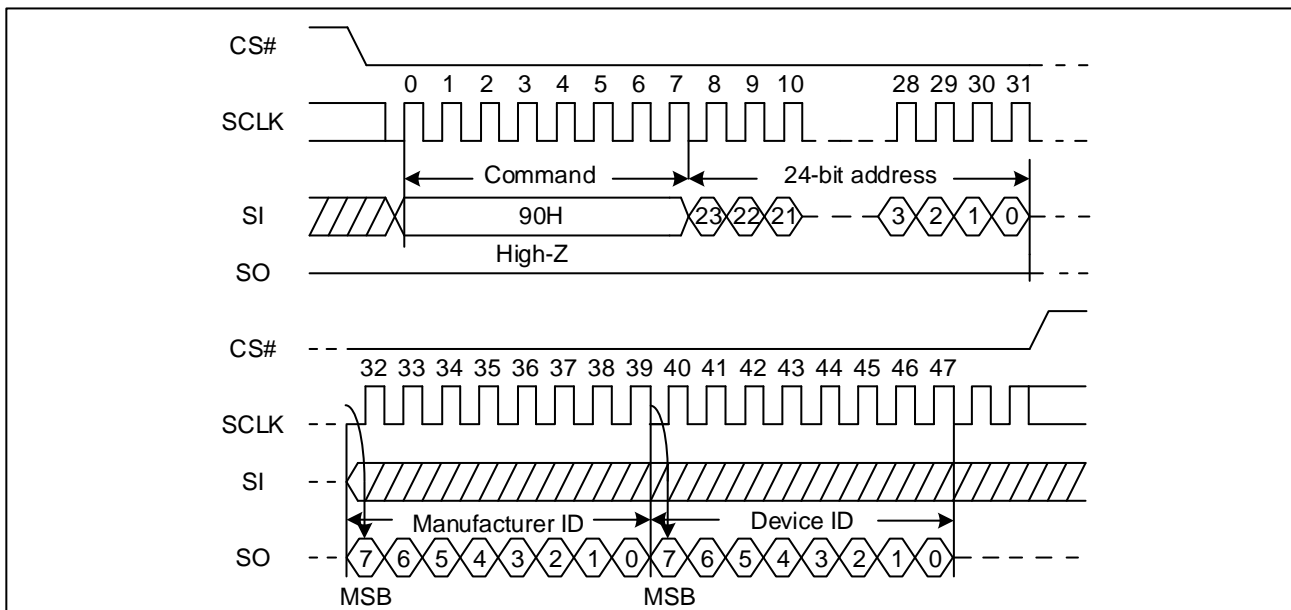 CS#
0 1 2 3 4 5 6 7 8 9 10 28 29 30 31
SCLK
Command 24-bit address
SI 90H 23 22 21 3 2 1 0
High-Z
SO
CS#
32 33 34 35 36 37 38 39 40 41 42 43 44 45 46 47
SCLK
SI
Manufacturer ID Device ID
SO 7 6 5 4 3 2 1 0 7 6 5 4 3 2 1 0
MSB MSB